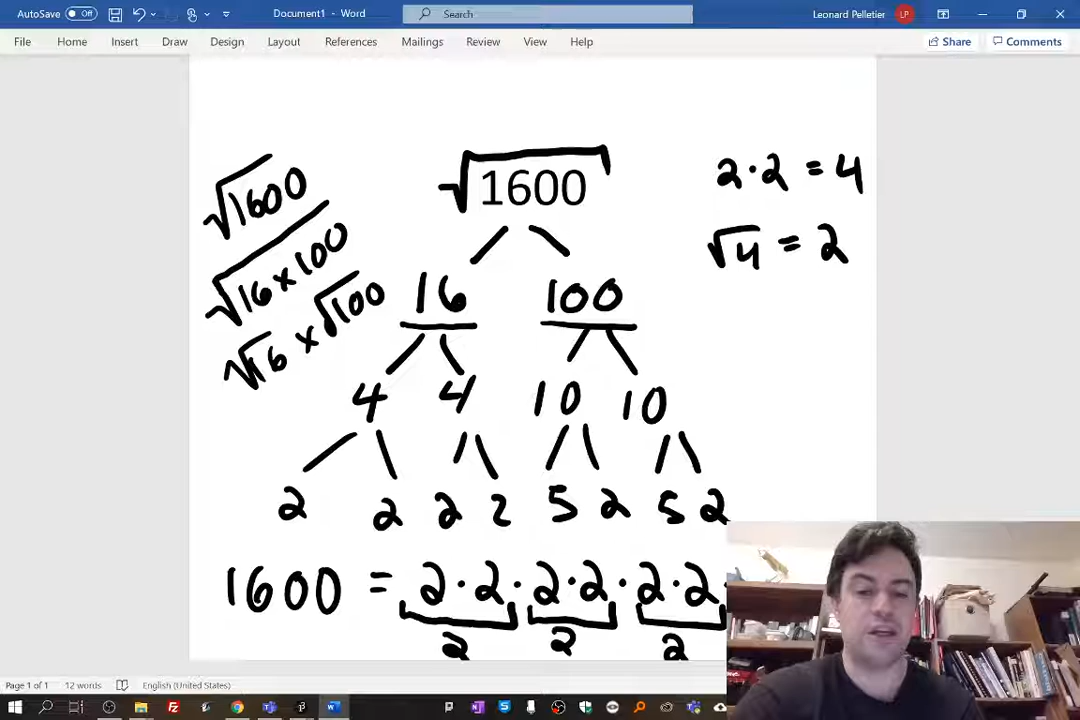 AutoSave Off Document1 - Word Search Leonard Pelletier LP
File Home Insert Draw Design Layout References Mailings Review View Help Share Comments
√1600
√16×100
√16 × √100
√1600
16 100
4 4 10 10
2 2 2 2 5 2 5 2
1600 = 2·2·2·2·2·2·
2 2 2
2·2 = 4
√4 = 2
Page 1 of 1 12 words English (United States)